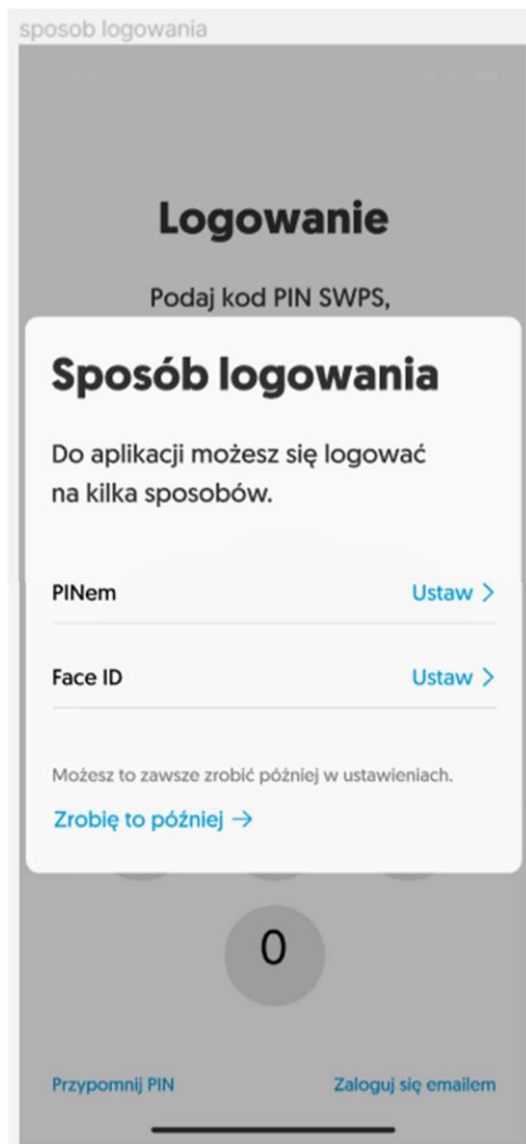 sposob logowania
Logowanie
Podaj kod PIN SWPS,
Sposób logowania
Do aplikacji możesz się logować
na kilka sposobów.
PINem Ustaw >
Face ID Ustaw >
Możesz to zawsze zrobić później w ustawieniach.
Zrobię to później →
0
Przypomnij PIN Zaloguj się emailem